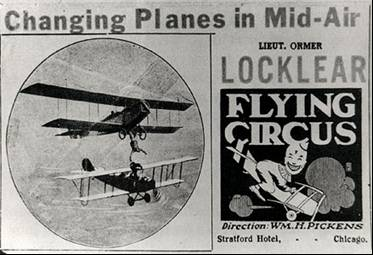 Changing Planes in Mid-Air
LIEUT. ORMER
LOCKLEAR
FLYING
CIRCUS
Direction: WM. H. PICKENS
Stratford Hotel, - - Chicago.